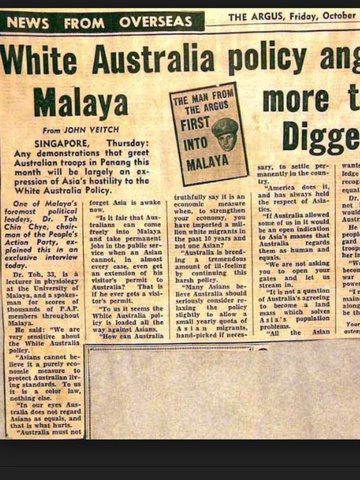 NEWS FROM OVERSEAS
THE ARGUS, Friday, October
White Australia policy ang
Malaya
more t
Digge
From JOHN VEITCH
THE MAN FROM
THE ARGUS
FIRST
INTO
MALAYA
SINGAPORE, Thursday:
Any demonstrations that greet
Australian troops in Penang this
month will be largely an ex-
pression of Asia's hostility to the
White Australia Policy.
One of Malaya's
foremost political
leaders, Dr. Toh
Chin Chye, chair-
man of the People's
Action Party, ex-
plained this in an
exclusive interview
today.
Dr. Toh, 33, is a
lecturer in physiology
at the University of
Malaya, and a spokes-
man for scores of
thousands of P.A.P.
members throughout
Malaya.
He said: "We are
very sensitive about
the White Australia
policy.
"Asians cannot be-
lieve it a purely eco-
nomic measure to
protect Australian liv-
ing standards. To us
it is a color law,
nothing else.
"In our eyes Aus-
tralia does not regard
Asians as equals, and
that is what hurts.
"Australia must not
forget Asia is awake
now.
"Is it fair that Aus-
tralians can come
freely into Malaya
and take permanent
jobs in the public ser-
vice when an Asian
cannot, in almost
every case, even get
an extension of his
visitor's permit to
Australia? That is
if he ever gets a visi-
tor's permit.
"To us it seems the
White Australia pol-
icy is loaded all the
way against Asians.
"How can Australia
truthfully say it is an
economic measure
when, to strengthen
your economy, you
have imported a mil-
lion white migrants in
the past 10 years and
not one Asian?
"Australia is breed-
ing a tremendous
amount of ill-feeling
by continuing this
harsh policy.
"Many Asians be-
lieve Australia should
seriously consider re-
laxing the policy
slightly to allow a
small yearly quota of
Asian migrants,
hand-picked if neces-
sary, to settle per-
manently in the coun-
try.
"America does it,
and has always held
the respect of Asia-
tics.
"If Australia allowed
some of us in it would
be an open indication
to Asia's masses that
Australia regards
them as human and
equals.
"We are not asking
you to open your
gates and let us
stream in.
"It is not a question
of Australia's agreeing
to become a land
mass which solves
Asia's population
problems.
"All the Asian